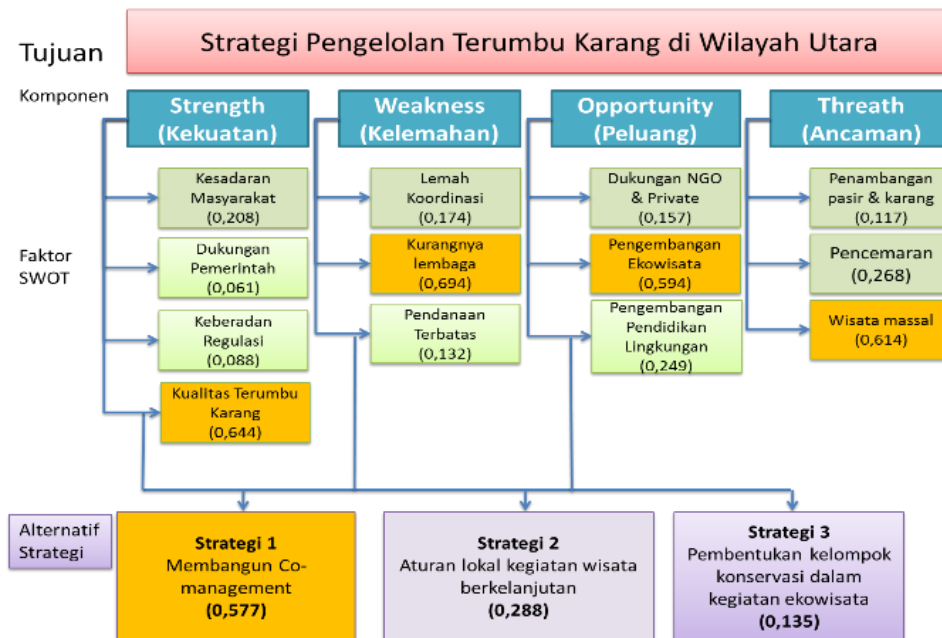 Tujuan
Strategi Pengelolan Terumbu Karang di Wilayah Utara
Komponen
Strength
(Kekuatan)
Weakness
(Kelemahan)
Opportunity
(Peluang)
Threath
(Ancaman)
Faktor
SWOT
Kesadaran
Masyarakat
(0,208)
Dukungan
Pemerintah
(0,061)
Keberadan
Regulasi
(0,088)
Kualitas Terumbu
Karang
(0,644)
Lemah
Koordinasi
(0,174)
Kurangnya
lembaga
(0,694)
Pendanaan
Terbatas
(0,132)
Dukungan NGO
& Private
(0,157)
Pengembangan
Ekowisata
(0,594)
Pengembangan
Pendidikan
Lingkungan
(0,249)
Penambangan
pasir & karang
(0,117)
Pencemaran
(0,268)
Wisata massal
(0,614)
Alternatif
Strategi
Strategi 1
Membangun Co-
management
(0,577)
Strategi 2
Aturan lokal kegiatan wisata
berkelanjutan
(0,288)
Strategi 3
Pembentukan kelompok
konservasi dalam
kegiatan ekowisata
(0,135)